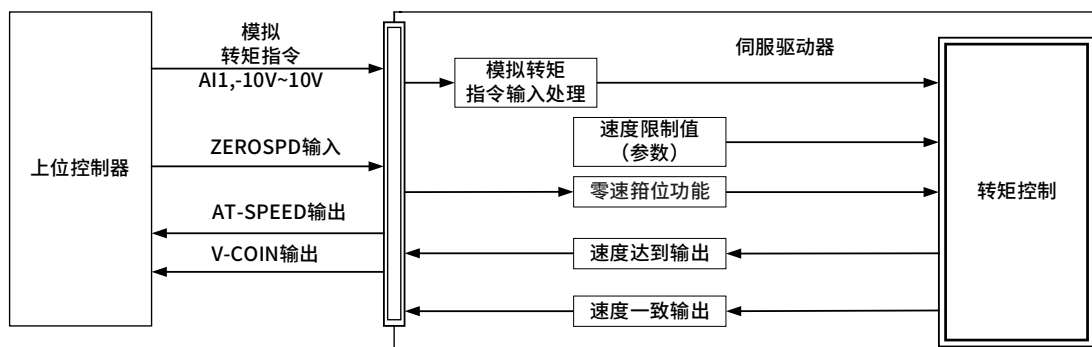 模拟
转矩指令
AI1,-10V~10V
伺服驱动器
模拟转矩
指令输入处理
速度限制值
（参数）
ZEROSPD输入
上位控制器
零速箝位功能
转矩控制
AT-SPEED输出
V-COIN输出
速度达到输出
速度一致输出